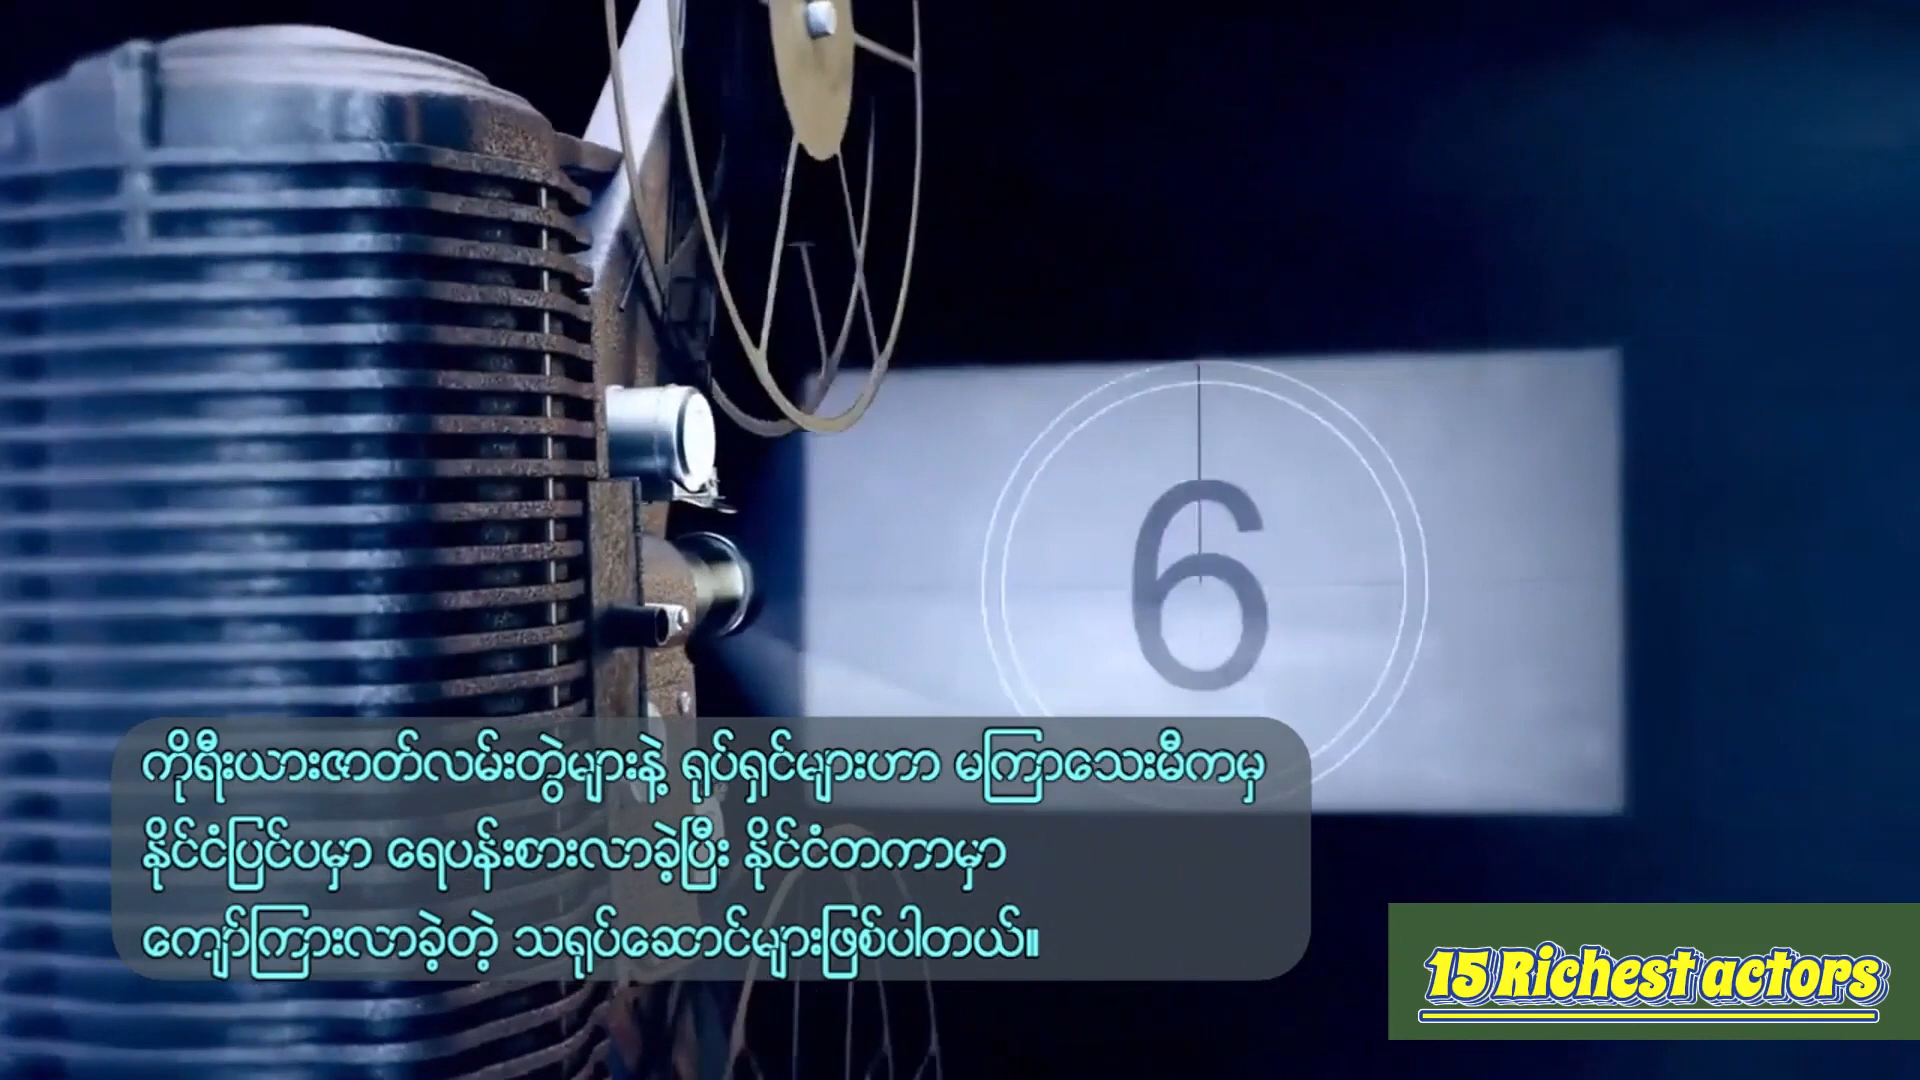 6
ကိုရီးယားဇာတ်လမ်းတွဲများနဲ့ ရုပ်ရှင်များဟာ မကြာသေးမီကမှ
နိုင်ငံပြင်ပမှာ ရေပန်းစားလာခဲ့ပြီး နိုင်ငံတကာမှာ
ကျော်ကြားလာခဲ့တဲ့ သရုပ်ဆောင်များဖြစ်ပါတယ်။
15 Richest actors